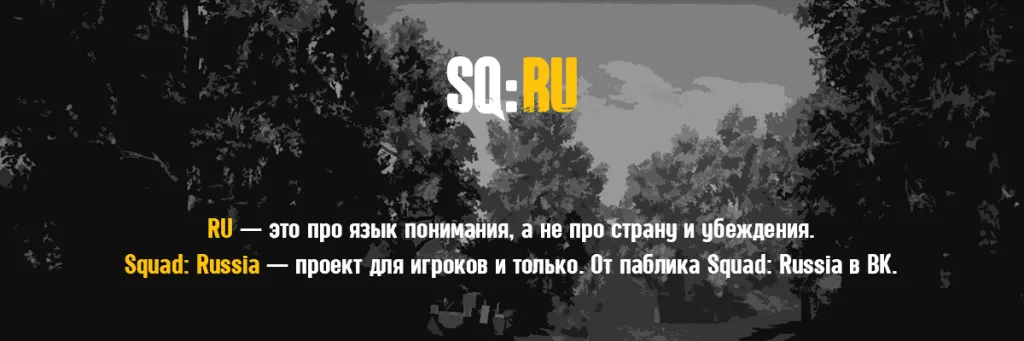 SQ:RU
RU — это про язык понимания, а не про страну и убеждения.
Squad: Russia — проект для игроков и только. От паблика Squad: Russia в ВК.